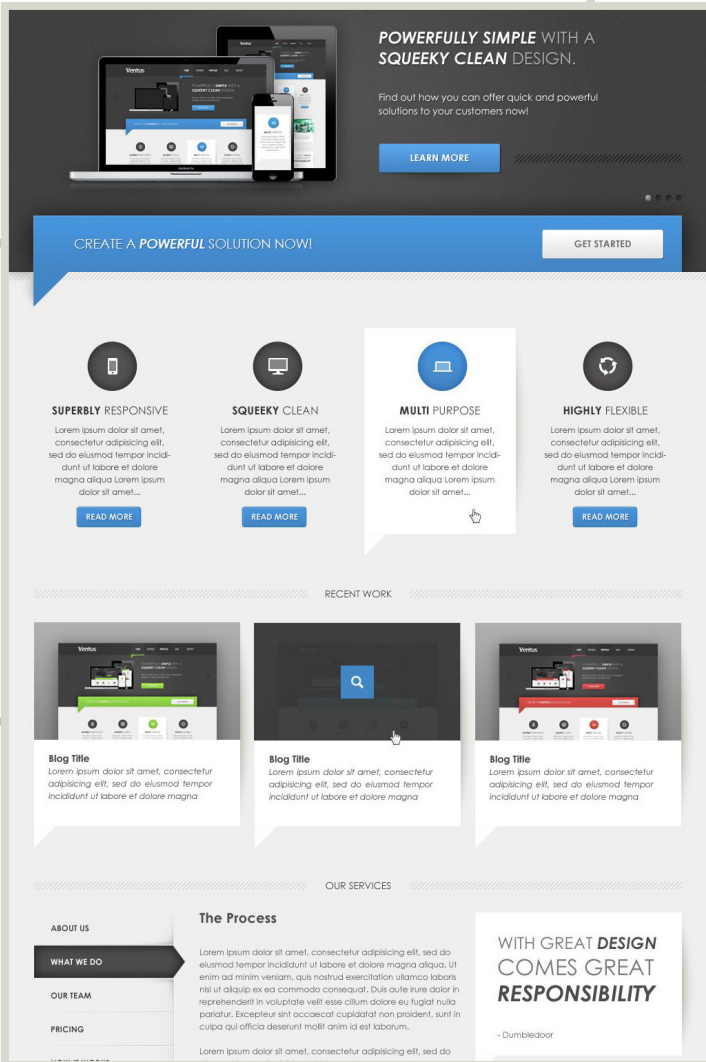 POWERFULLY SIMPLE WITH A
SQUEEKY CLEAN DESIGN.
Find out how you can offer quick and powerful
solutions to your customers now!
LEARN MORE
Ventus
MacBook Pro
CREATE A POWERFUL SOLUTION NOW!
GET STARTED
SUPERBLY RESPONSIVE
Lorem ipsum dolor sit amet,
consectetur adipisicing elit,
sed do eiusmod tempor incidi-
dunt ut labore et dolore
magna aliqua Lorem ipsum
dolor sit amet...
READ MORE
SQUEEKY CLEAN
Lorem ipsum dolor sit amet,
consectetur adipisicing elit,
sed do eiusmod tempor incidi-
dunt ut labore et dolore
magna aliqua Lorem ipsum
dolor sit amet...
READ MORE
MULTI PURPOSE
Lorem ipsum dolor sit amet,
consectetur adipisicing elit,
sed do eiusmod tempor incidi-
dunt ut labore et dolore
magna aliqua Lorem ipsum
dolor sit amet...
HIGHLY FLEXIBLE
Lorem ipsum dolor sit amet,
consectetur adipisicing elit,
sed do eiusmod tempor incidi-
dunt ut labore et dolore
magna aliqua Lorem ipsum
dolor sit amet...
READ MORE
RECENT WORK
Ventus
Blog Title
Lorem ipsum dolor sit amet, consectetur
adipisicing elit, sed do eiusmod tempor
incididunt ut labore et dolore magna
Blog Title
Lorem ipsum dolor sit amet, consectetur
adipisicing elit, sed do eiusmod tempor
incididunt ut labore et dolore magna
Ventus
Blog Title
Lorem ipsum dolor sit amet, consectetur
adipisicing elit, sed do eiusmod tempor
incididunt ut labore et dolore magna
OUR SERVICES
ABOUT US
WHAT WE DO
OUR TEAM
PRICING
The Process
Lorem ipsum dolor sit amet, consectetur adipisicing elit, sed do
eiusmod tempor incididunt ut labore et dolore magna aliqua. Ut
enim ad minim veniam, quis nostrud exercitation ullamco laboris
nisi ut aliquip ex ea commodo consequat. Duis aute irure dolor in
reprehenderit in voluptate velit esse cillum dolore eu fugiat nulla
pariatur. Excepteur sint occaecat cupidatat non proident, sunt in
culpa qui officia deserunt mollit anim id est laborum.
Lorem ipsum dolor sit amet, consectetur adipisicing elit, sed do
WITH GREAT DESIGN
COMES GREAT
RESPONSIBILITY
- Dumbledoor